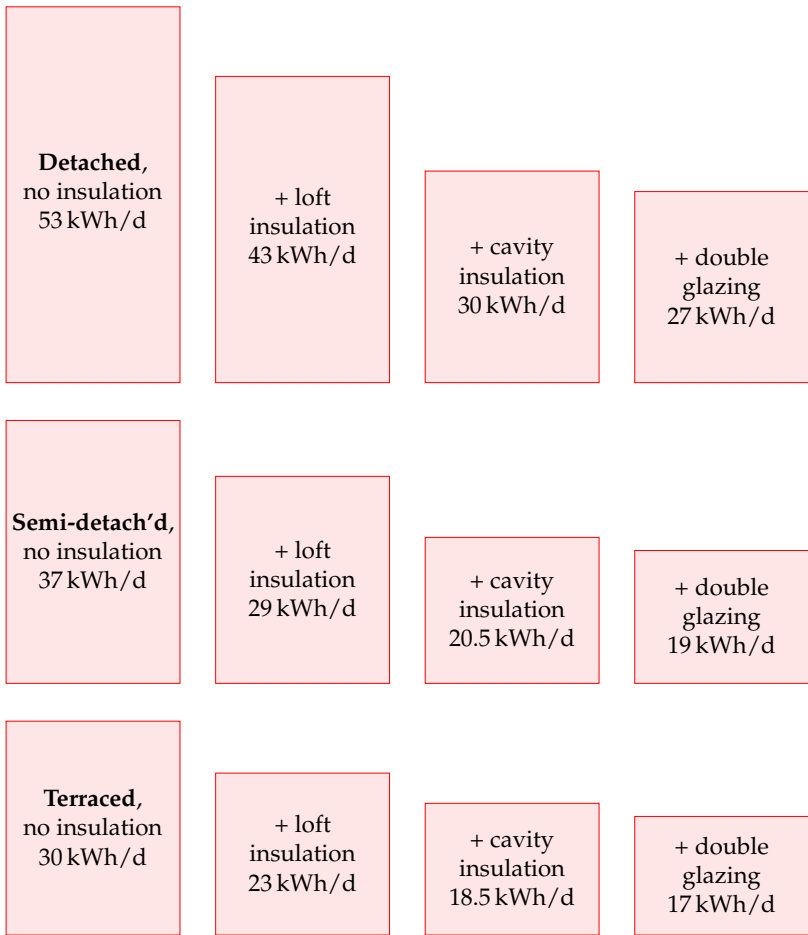 Detached,
no insulation
53 kWh/d
+ loft
insulation
43 kWh/d
+ cavity
insulation
30 kWh/d
+ double
glazing
27 kWh/d
Semi-detach'd,
no insulation
37 kWh/d
+ loft
insulation
29 kWh/d
+ cavity
insulation
20.5 kWh/d
+ double
glazing
19 kWh/d
Terraced,
no insulation
30 kWh/d
+ loft
insulation
23 kWh/d
+ cavity
insulation
18.5 kWh/d
+ double
glazing
17 kWh/d